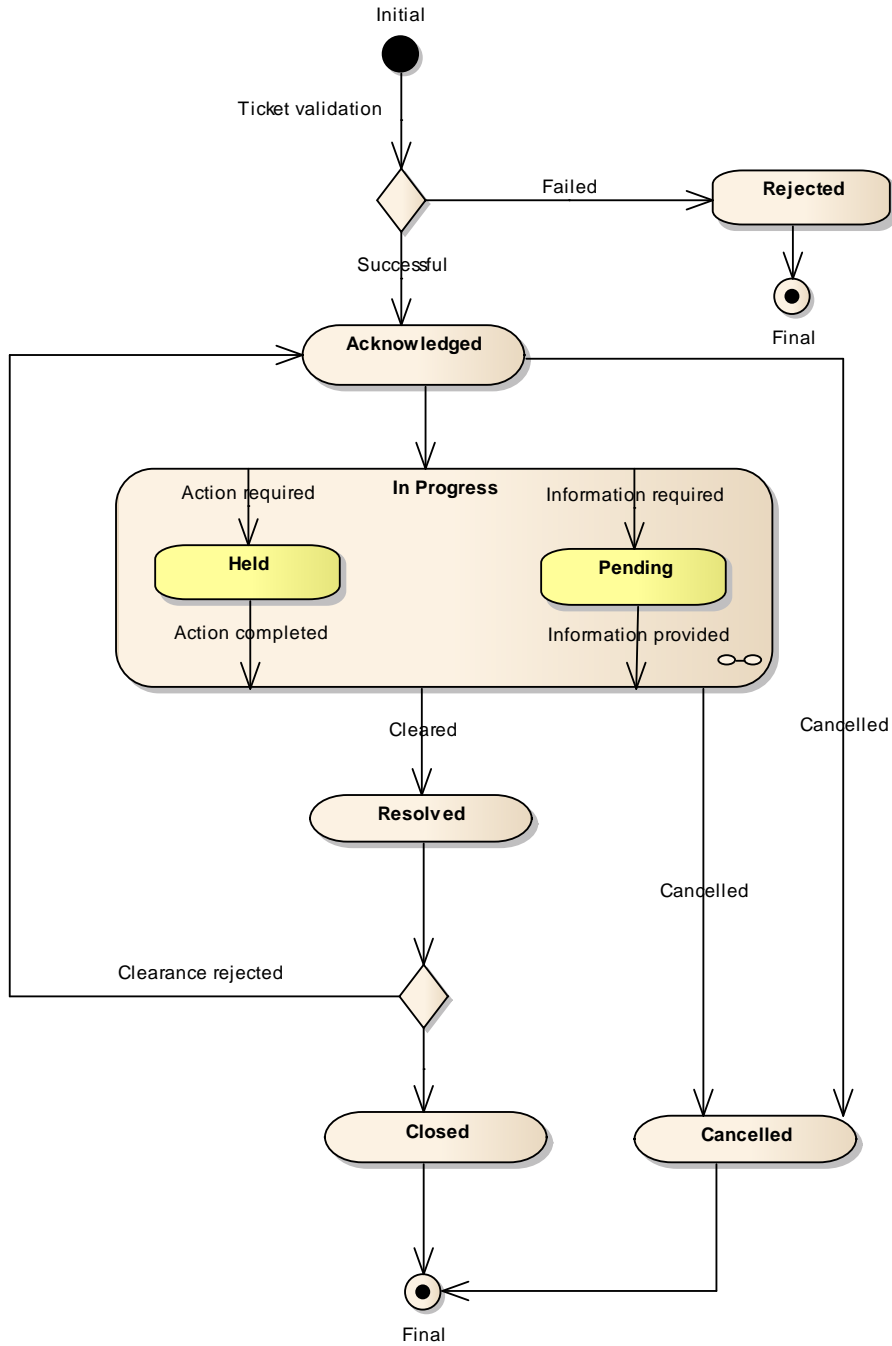 Initial
Ticket validation
Failed
Rejected
Successful
Final
Acknowledged
In Progress
Action required
Information required
Held
Pending
Action completed
Information provided
Cleared
Cancelled
Resolved
Cancelled
Clearance rejected
Closed
Cancelled
Final